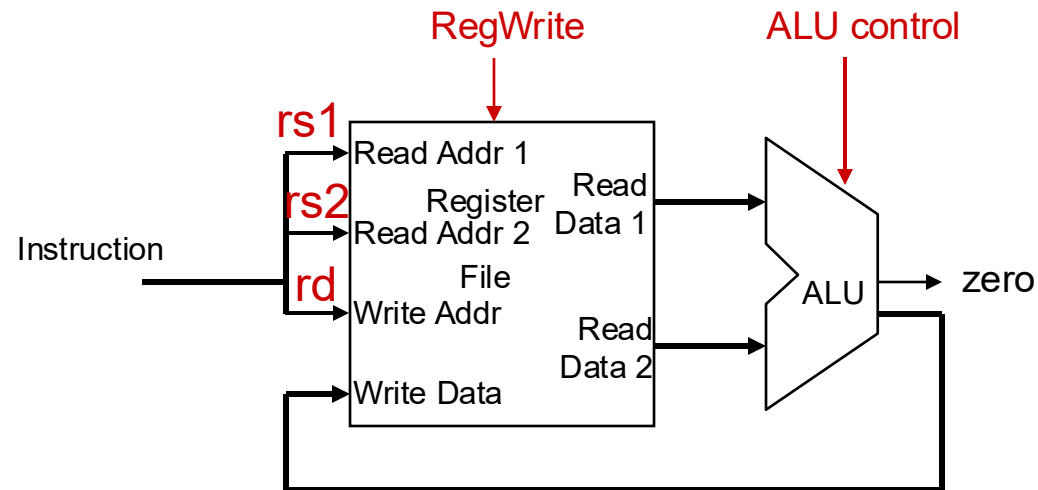 RegWrite
ALU control
rs1
Read Addr 1
Read
Data 1
rs2
Register
Read Addr 2
Instruction
File
rd
Write Addr
ALU
zero
Read
Data 2
Write Data